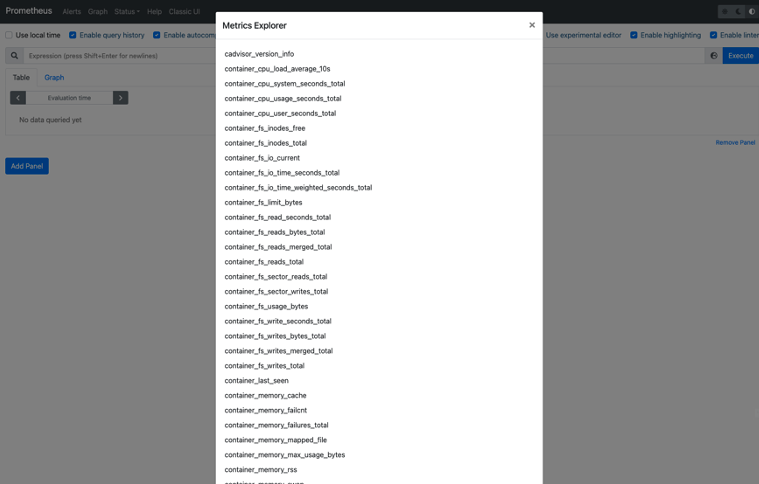 Prometheus Alerts Graph Status Help Classic UI
Metrics Explorer ×
Use local time Enable query history Enable autocom Use experimental editor Enable highlighting Enable linter
Expression (press Shift+Enter for newlines) Execute
Table Graph
Evaluation time
No data queried yet
Remove Panel
Add Panel
cadvisor_version_info
container_cpu_load_average_10s
container_cpu_system_seconds_total
container_cpu_usage_seconds_total
container_cpu_user_seconds_total
container_fs_inodes_free
container_fs_inodes_total
container_fs_io_current
container_fs_io_time_seconds_total
container_fs_io_time_weighted_seconds_total
container_fs_limit_bytes
container_fs_read_seconds_total
container_fs_reads_bytes_total
container_fs_reads_merged_total
container_fs_reads_total
container_fs_sector_reads_total
container_fs_sector_writes_total
container_fs_usage_bytes
container_fs_write_seconds_total
container_fs_writes_bytes_total
container_fs_writes_merged_total
container_fs_writes_total
container_last_seen
container_memory_cache
container_memory_failcnt
container_memory_failures_total
container_memory_mapped_file
container_memory_max_usage_bytes
container_memory_rss